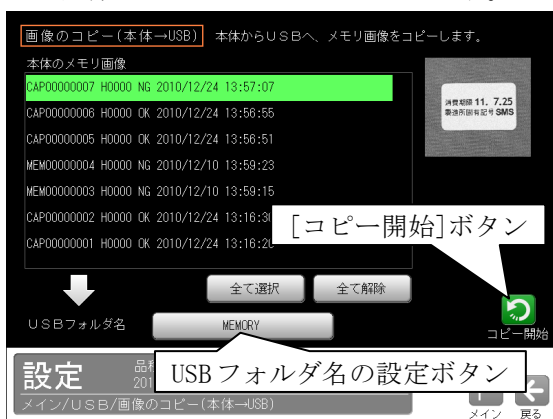 画像のコピー(本体→USB) 本体からUSBへ、メモリ画像をコピーします。
本体のメモリ画像
CAP00000007 H0000 NG 2010/12/24 13:57:07
CAP00000006 H0000 OK 2010/12/24 13:56:55
CAP00000005 H0000 OK 2010/12/24 13:56:51
MEM00000004 H0000 NG 2010/12/10 13:59:23
MEM00000003 H0000 NG 2010/12/10 13:59:15
CAP00000002 H0000 OK 2010/12/24 13:16:3
CAP00000001 H0000 OK 2010/12/24 13:16:2
消費期限 11. 7.25
製造所固有記号 SMS
[コピー開始]ボタン
全て選択 全て解除
USBフォルダ名 MEMORY
コピー開始
USBフォルダ名の設定ボタン
設定 品種
201
メイン/USB/画像のコピー(本体→USB)
メイン 戻る